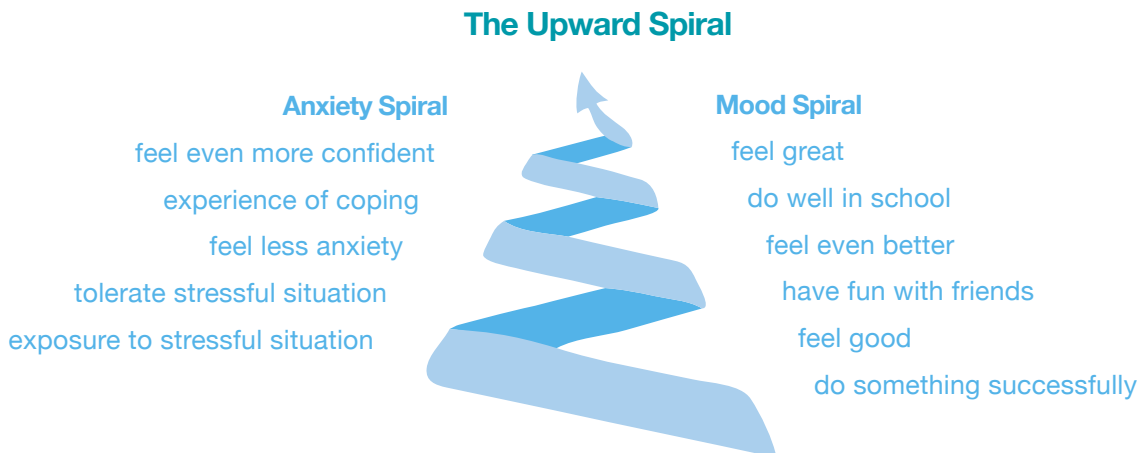 The Upward Spiral
Anxiety Spiral
feel even more confident
experience of coping
feel less anxiety
tolerate stressful situation
exposure to stressful situation
Mood Spiral
feel great
do well in school
feel even better
have fun with friends
feel good
do something successfully